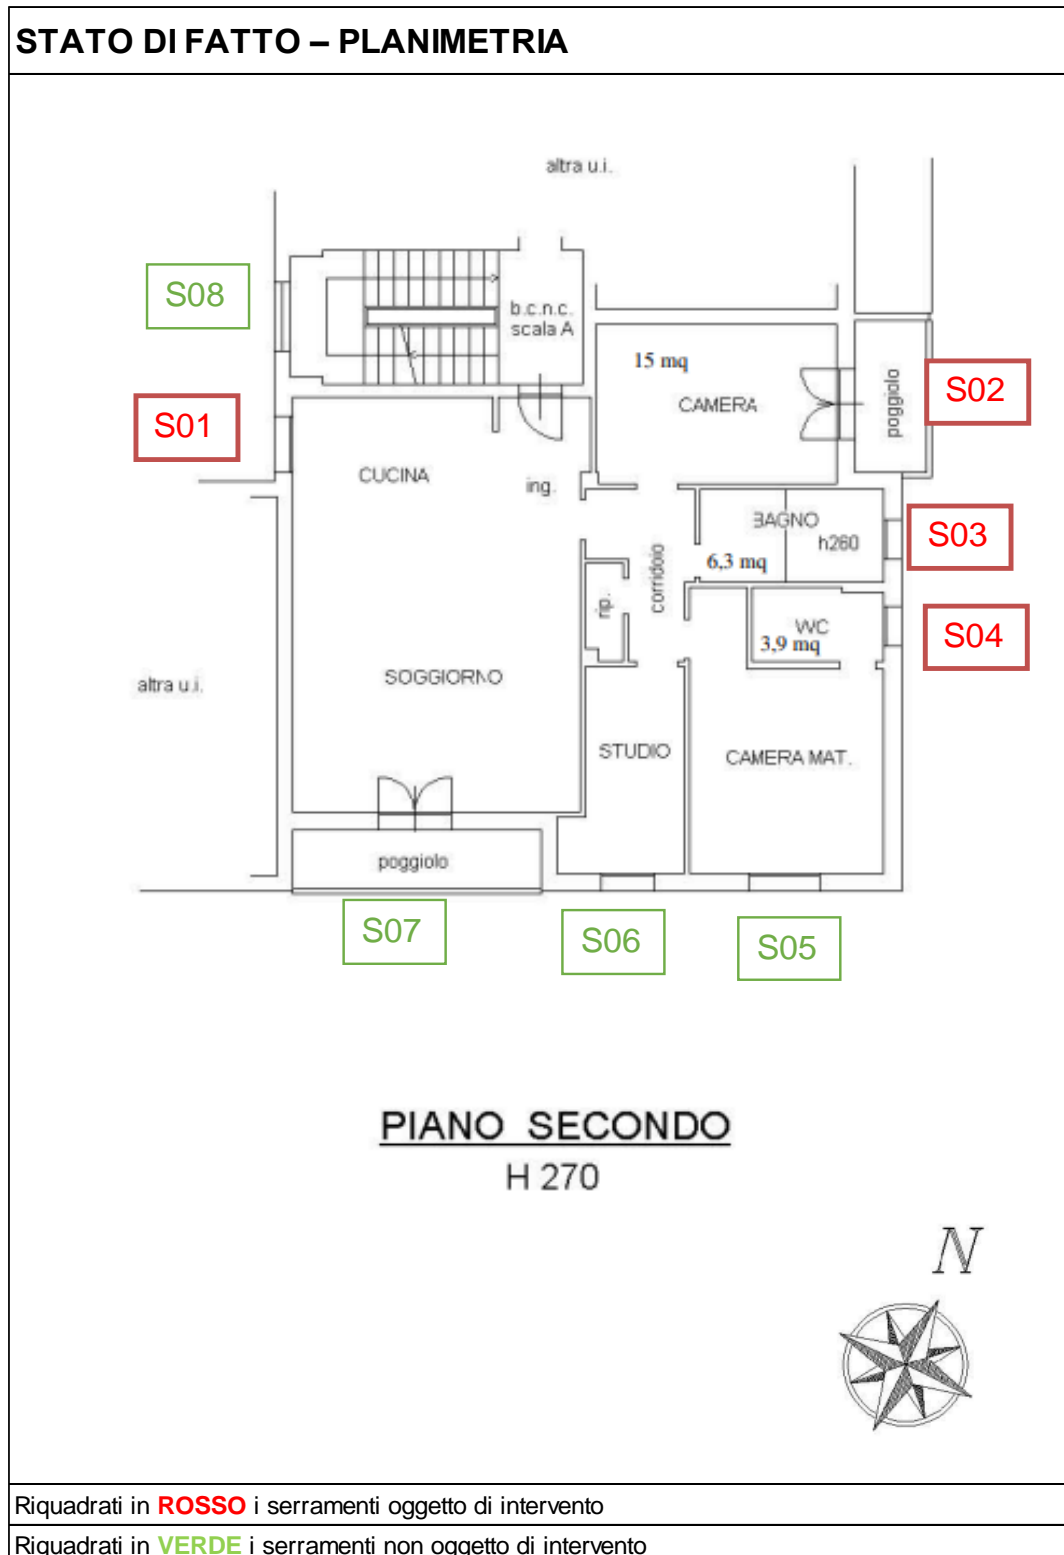 STATO DI FATTO – PLANIMETRIA
altra u.i.
S08
b.c.n.c.
scala A
15 mq
CAMERA
poggiolo
S02
S01
CUCINA
ing.
BAGNO
h260
S03
6,3 mq
corridoio
rip.
WC
3,9 mq
S04
altra u.i.
SOGGIORNO
STUDIO
CAMERA MAT.
poggiolo
S07
S06
S05
PIANO SECONDO
H 270
N
Riquadrati in ROSSO i serramenti oggetto di intervento
Riquadrati in VERDE i serramenti non oggetto di intervento